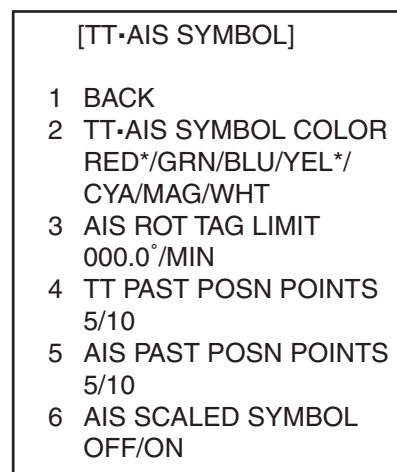 [TT▪AIS SYMBOL]
1 BACK
2 TT▪AIS SYMBOL COLOR
RED*/GRN/BLU/YEL*/
CYA/MAG/WHT
3 AIS ROT TAG LIMIT
000.0˚/MIN
4 TT PAST POSN POINTS
5/10
5 AIS PAST POSN POINTS
5/10
6 AIS SCALED SYMBOL
OFF/ON